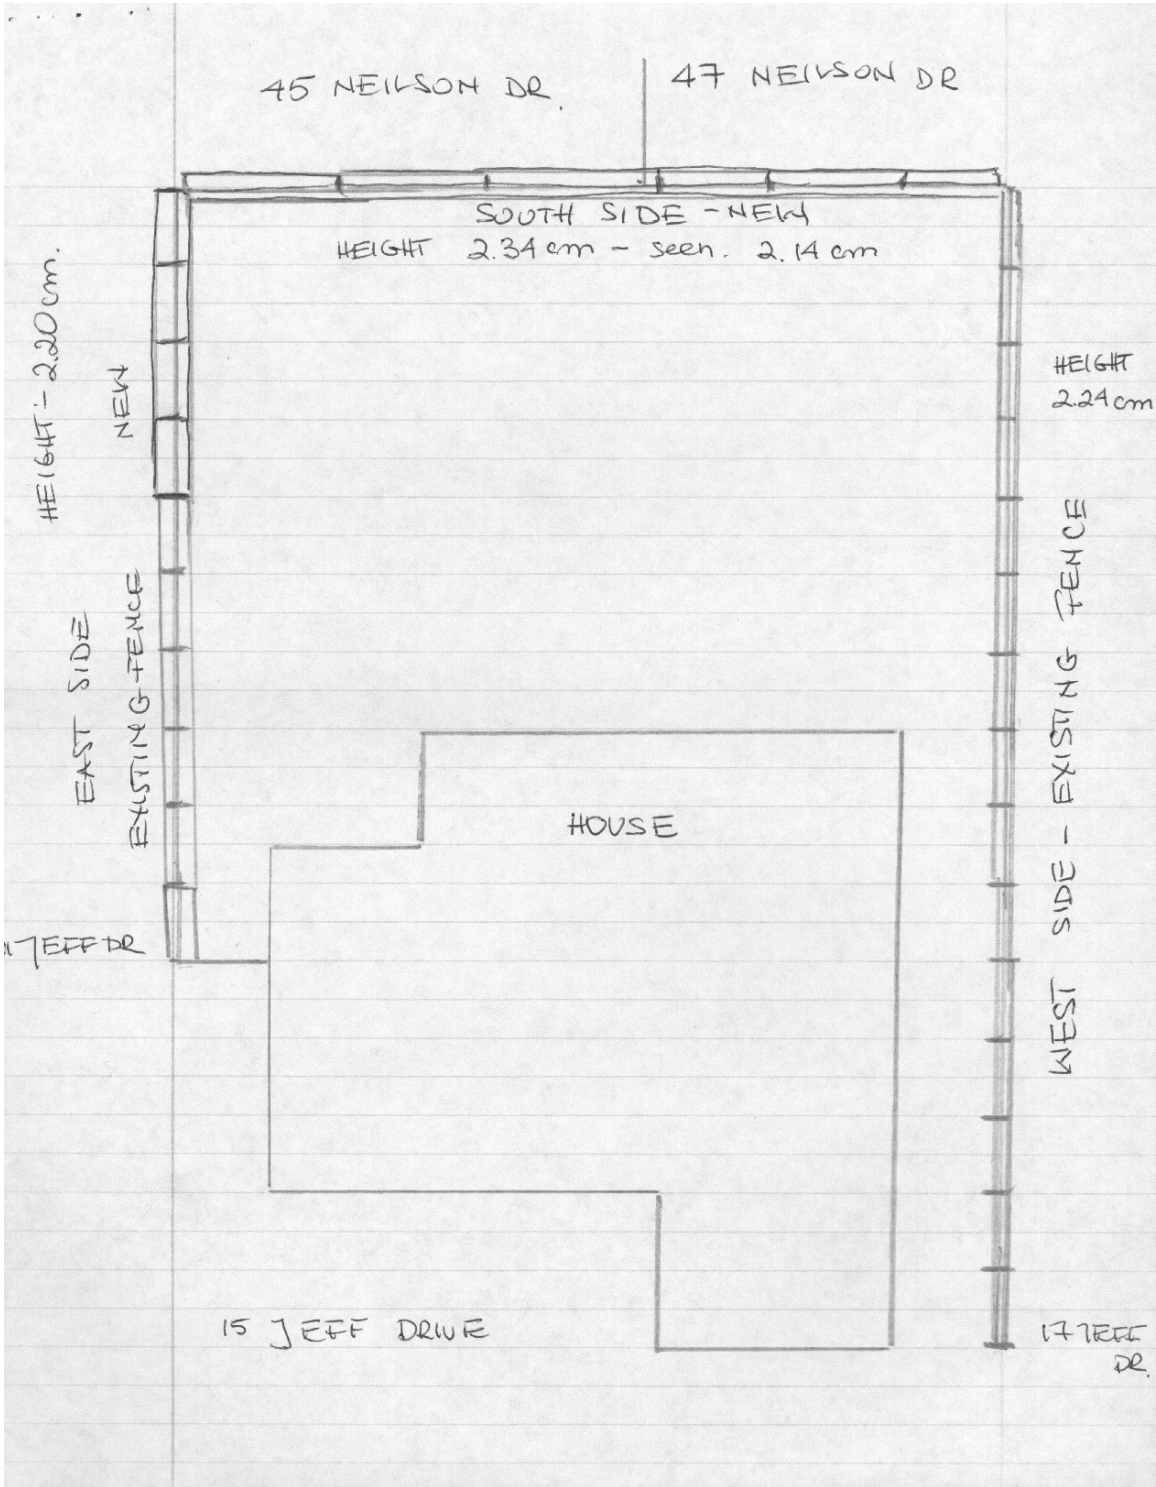 45 NEILSON DR.
47 NEILSON DR
SOUTH SIDE - NEW
HEIGHT 2.34 cm - seen. 2.14 cm
HEIGHT - 2.20 cm.
NEW
EAST SIDE
EXISTING FENCE
HEIGHT
2.24 cm
WEST SIDE - EXISTING FENCE
HOUSE
JEFF DR
15 JEFF DRIVE
17 JEFF
DR.